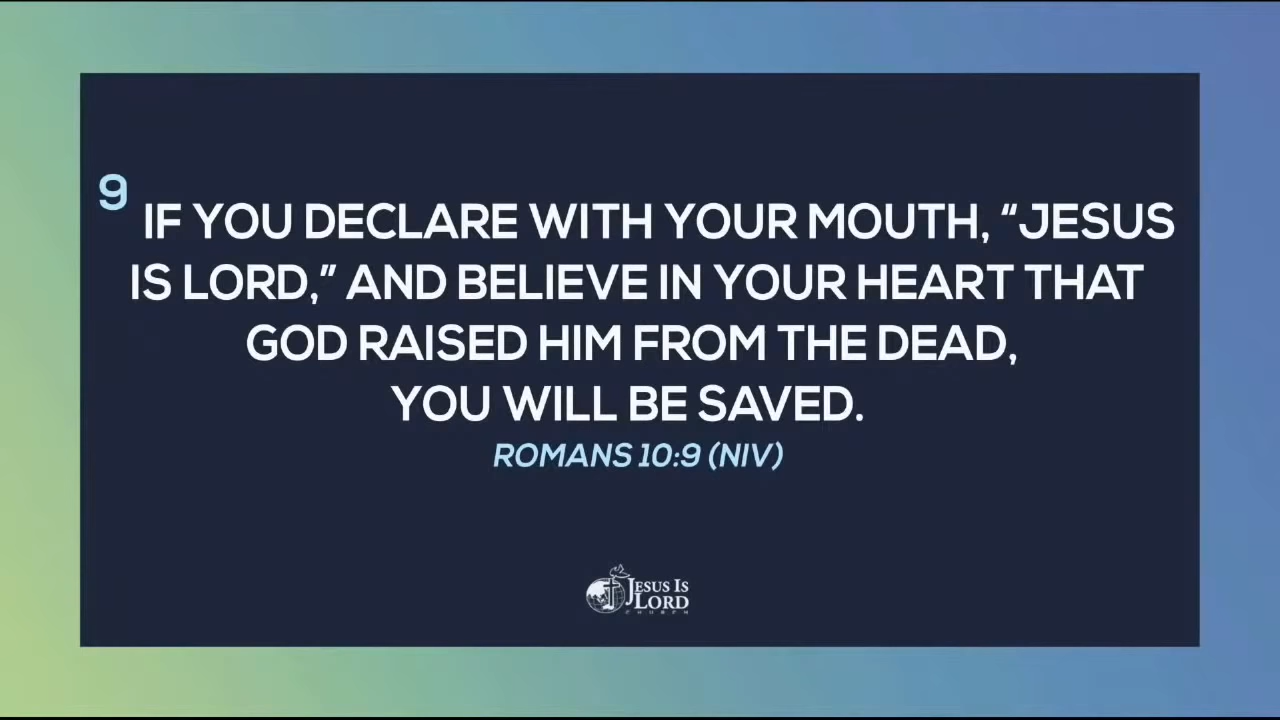 9 IF YOU DECLARE WITH YOUR MOUTH, “JESUS
IS LORD,” AND BELIEVE IN YOUR HEART THAT
GOD RAISED HIM FROM THE DEAD,
YOU WILL BE SAVED.
ROMANS 10:9 (NIV)
JESUS IS
LORD
CHURCH